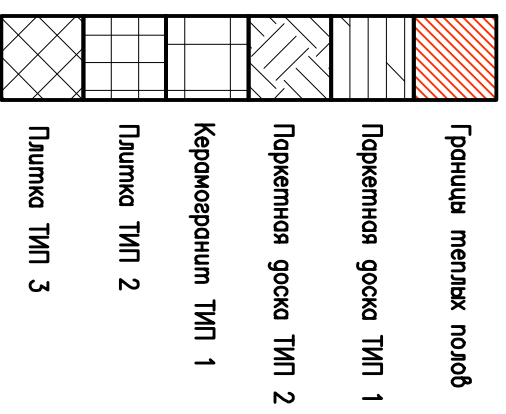 Границы теплых полов
Паркетная доска ТИП 1
Паркетная доска ТИП 2
Керамогранит ТИП 1
Плитка ТИП 2
Плитка ТИП 3